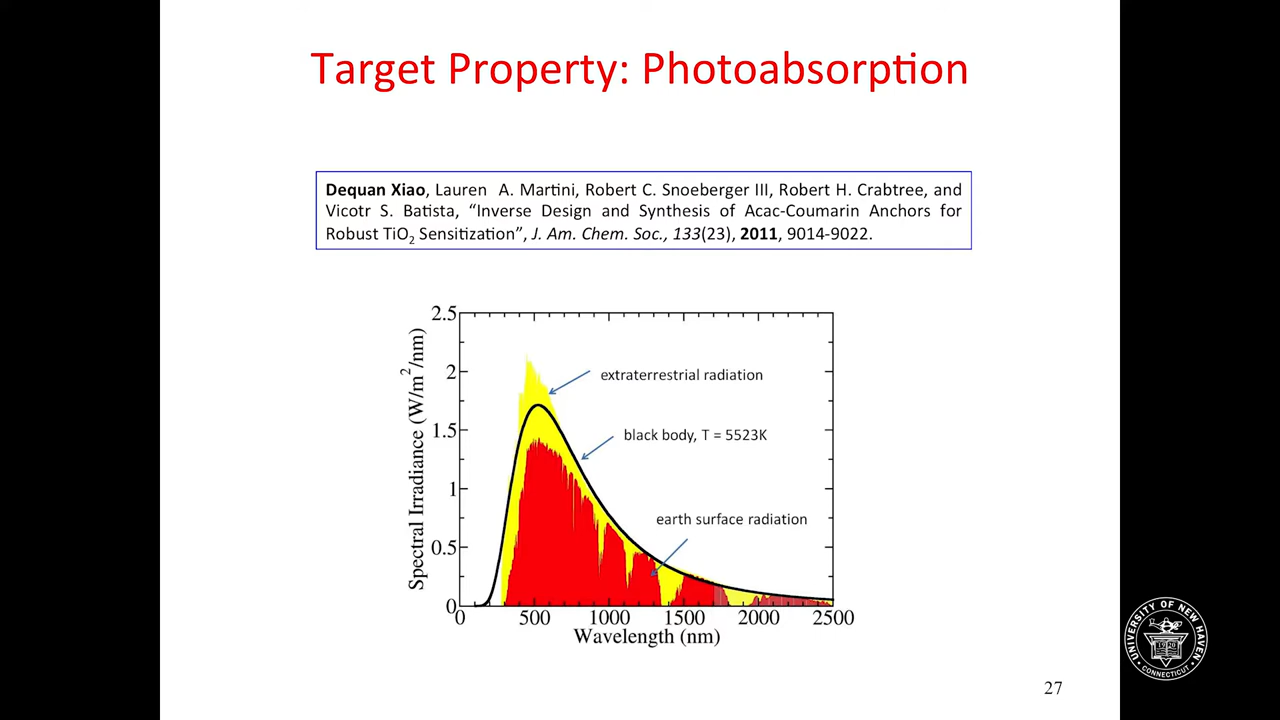 Target Property: Photoabsorption
Dequan Xiao, Lauren A. Martini, Robert C. Snoeberger III, Robert H. Crabtree, and
Vicotr S. Batista, “Inverse Design and Synthesis of Acac-Coumarin Anchors for
Robust TiO2 Sensitization”, J. Am. Chem. Soc., 133(23), 2011, 9014-9022.
2.5
2
1.5
1
0.5
0
Spectral Irradiance (W/m2/nm)
extraterrestrial radiation
black body, T = 5523K
earth surface radiation
0 500 1000 1500 2000 2500
Wavelength (nm)
UNIVERSITY OF NEW HAVEN
CONNECTICUT
27